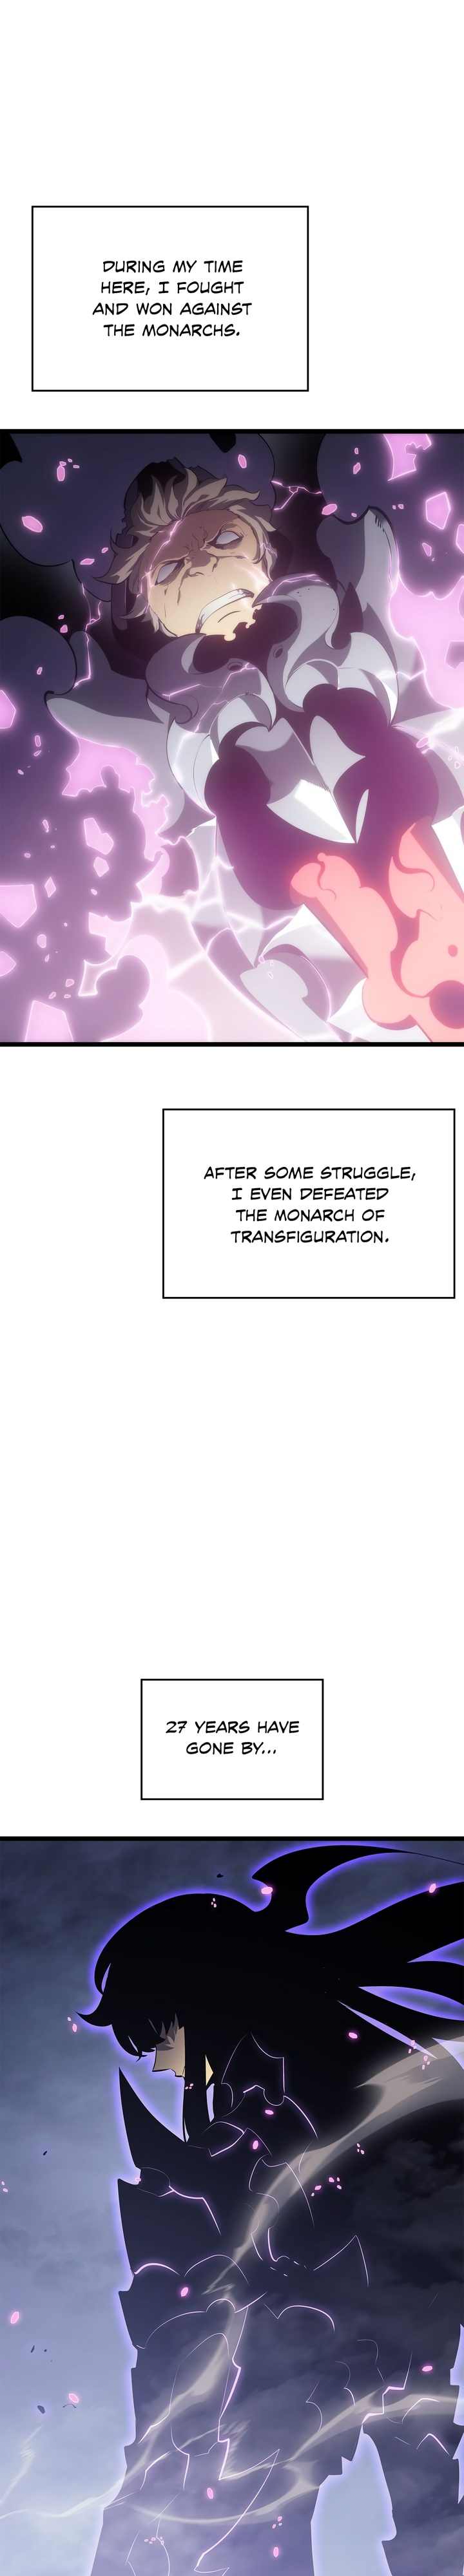 DURING MY TIME
HERE, I FOUGHT
AND WON AGAINST
THE MONARCHS.
AFTER SOME STRUGGLE,
I EVEN DEFEATED
THE MONARCH OF
TRANSFIGURATION.
27 YEARS HAVE
GONE BY...